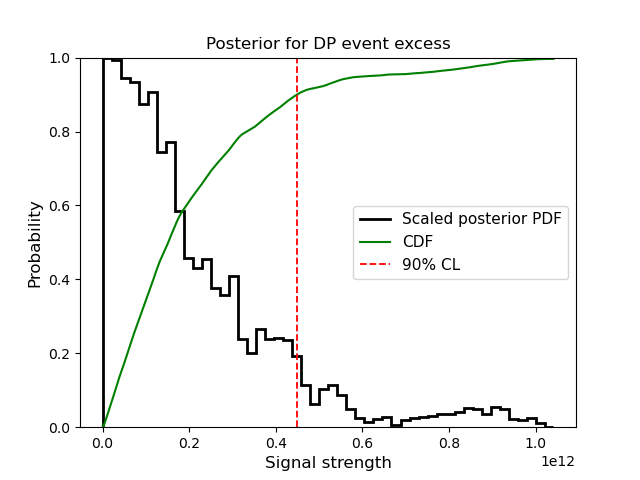 Posterior for DP event excess
1.0
0.8
0.6
0.4
0.2
0.0
Probability
Scaled posterior PDF
CDF
90% CL
0.0 0.2 0.4 0.6 0.8 1.0
1e12
Signal strength